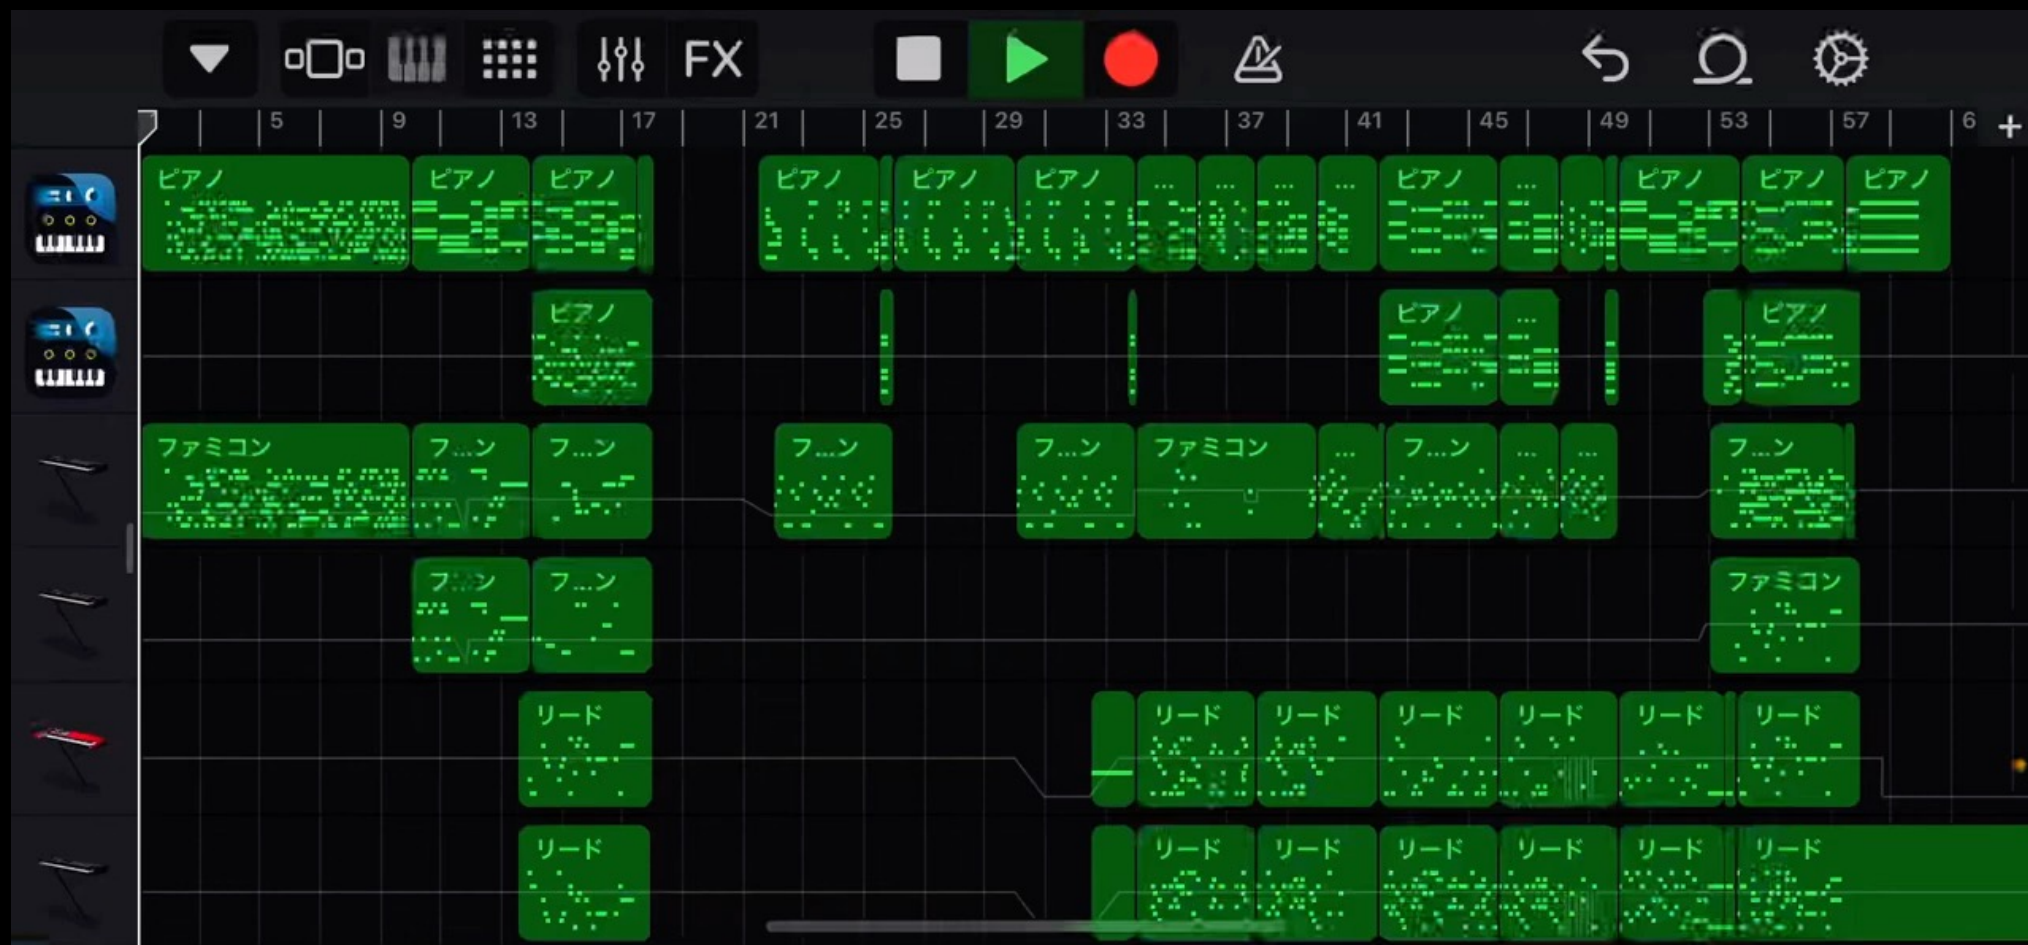 FX
5 9 13 17 21 25 29 33 37 41 45 49 53 57 6 +
ピアノ ピアノ ピアノ ピアノ ピアノ ピアノ ... ... ... ... ピアノ ... ピアノ ピアノ ピアノ
ピアノ ピアノ ... ピアノ
ファミコン フ...ン フ...ン フ...ン フ...ン ファミコン ... フ...ン ... ... フ...ン
フ...ン フ...ン ファミコン
リード リード リード リード リード リード リード
リード リード リード リード リード リード リード